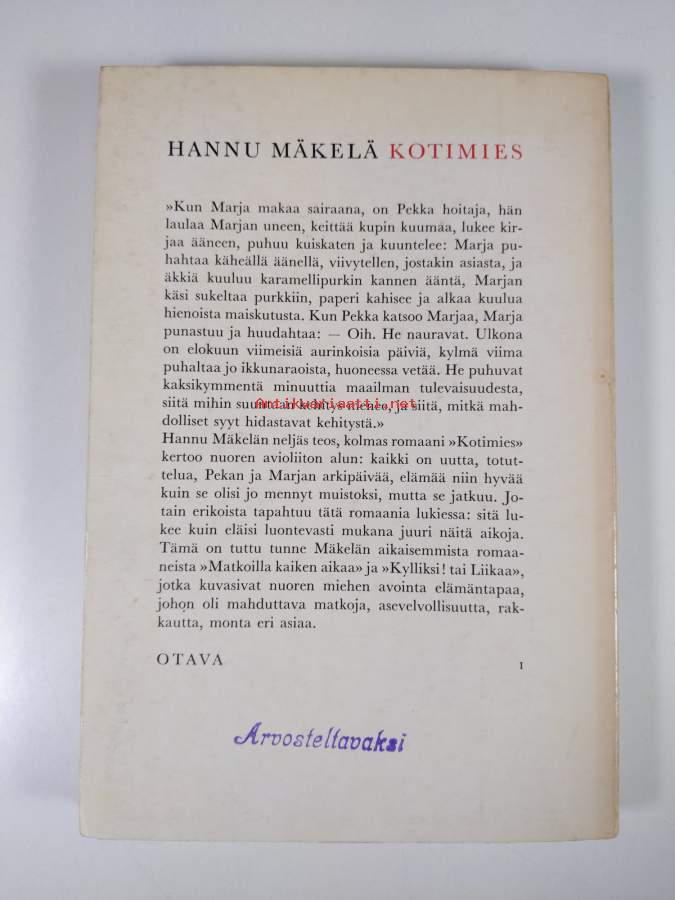 HANNU MÄKELÄ KOTIMIES
»Kun Marja makaa sairaana, on Pekka hoitaja, hän
laulaa Marjan uneen, keittää kupin kuumaa, lukee kir-
jaa ääneen, puhuu kuiskaten ja kuuntelee: Marja pu-
hahtaa käheällä äänellä, viivytellen, jostakin asiasta, ja
äkkiä kuuluu karamellipurkin kannen ääntä, Marjan
käsi sukeltaa purkkiin, paperi kahisee ja alkaa kuulua
hienoista maiskutusta. Kun Pekka katsoo Marjaa, Marja
punastuu ja huudahtaa: — Oih. He nauravat. Ulkona
on elokuun viimeisiä aurinkoisia päiviä, kylmä viima
puhaltaa jo ikkunaraoista, huoneessa vetää. He puhuvat
kaksikymmentä minuuttia maailman tulevaisuudesta,
siitä mihin suuntaan kehitys menee, ja siitä, mitkä mah-
Antikvariaatti.net
dolliset syyt hidastavat kehitystä.»
Hannu Mäkelän neljäs teos, kolmas romaani »Kotimies»
kertoo nuoren avioliiton alun: kaikki on uutta, totut-
telua, Pekan ja Marjan arkipäivää, elämää niin hyvää
kuin se olisi jo mennyt muistoksi, mutta se jatkuu. Jo-
tain erikoista tapahtuu tätä romaania lukiessa: sitä lu-
kee kuin eläisi luontevasti mukana juuri näitä aikoja.
Tämä on tuttu tunne Mäkelän aikaisemmista romaa-
neista »Matkoilla kaiken aikaa» ja »Kylliksi! tai Liikaa»,
jotka kuvasivat nuoren miehen avointa elämäntapaa,
johon oli mahduttava matkoja, asevelvollisuutta, rak-
kautta, monta eri asiaa.
OTAVA 1
Arvosteltavaksi